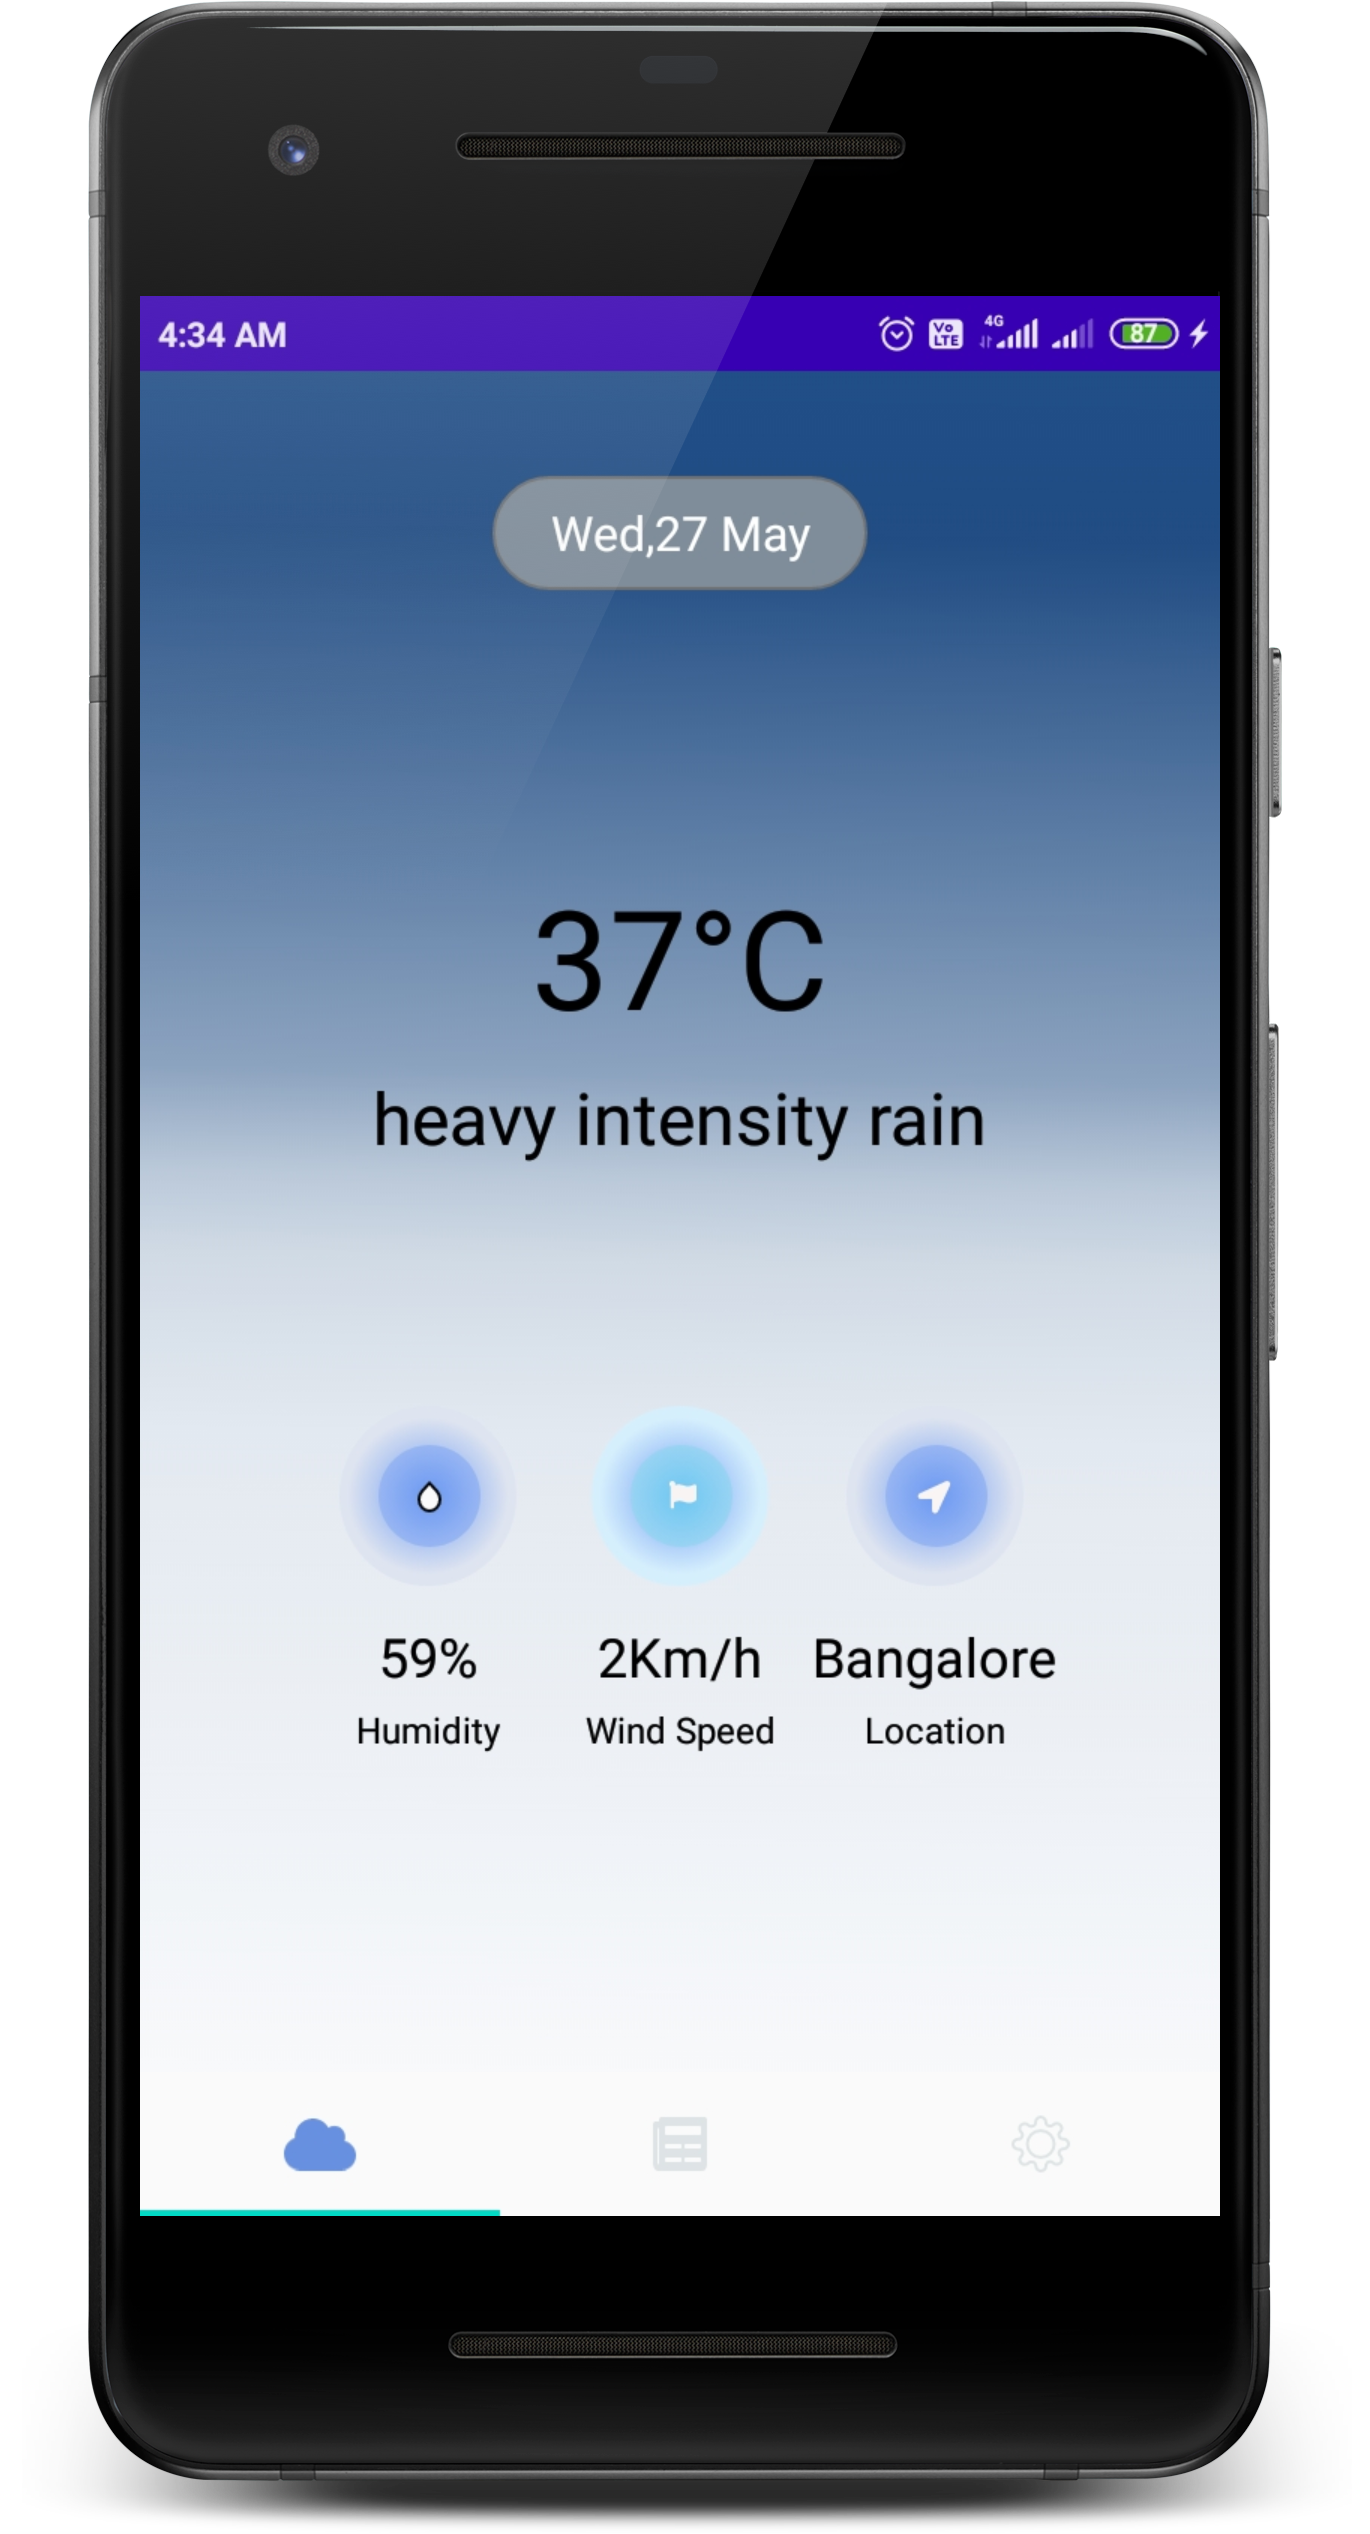 4:34 AM
Vo LTE
4G
87
Wed,27 May
37°C
heavy intensity rain
59%
2Km/h
Bangalore
Humidity
Wind Speed
Location